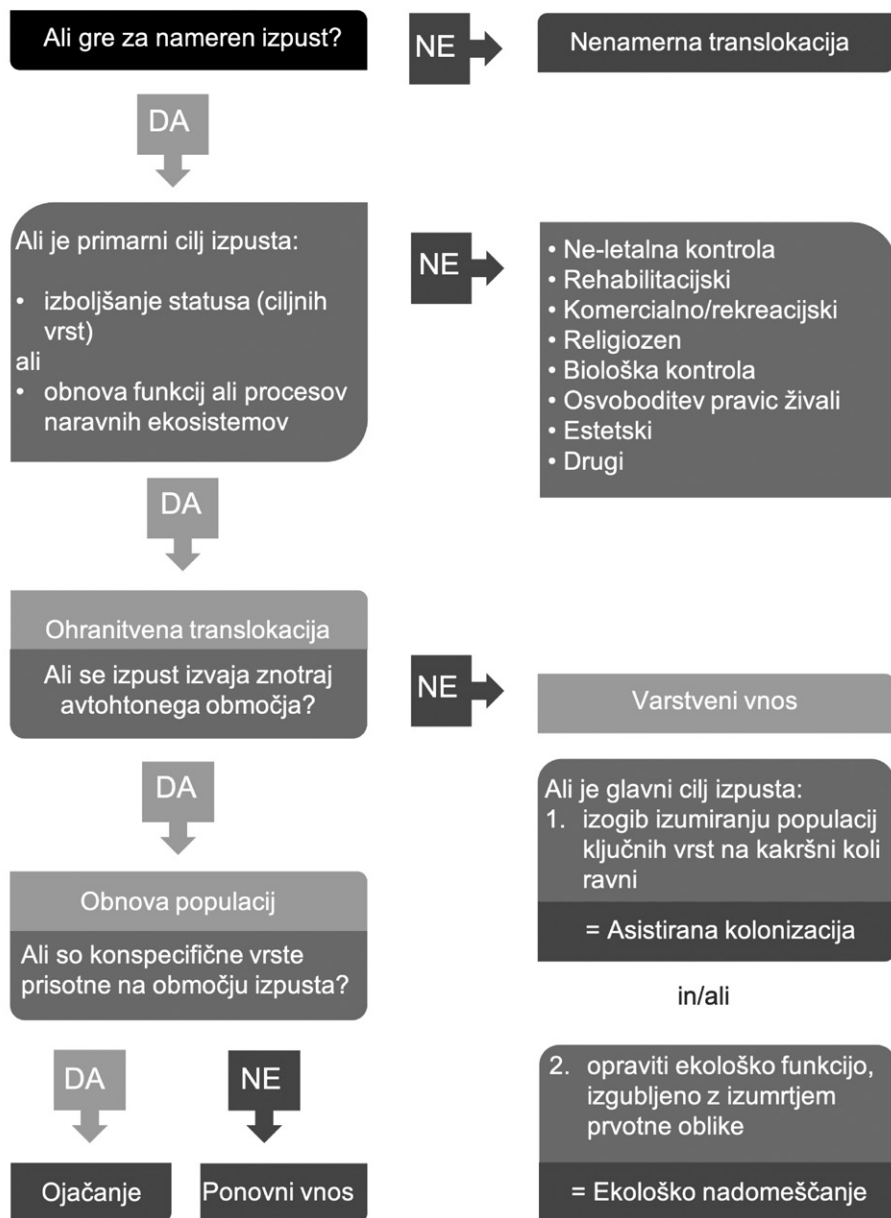 Ali gre za nameren izpust?
NE
Nenamerna translokacija
DA
Ali je primarni cilj izpusta:
• izboljšanje statusa (ciljnih
vrst)
ali
• obnova funkcij ali procesov
naravnih ekosistemov
NE
• Ne-letalna kontrola
• Rehabilitacijski
• Komercialno/rekreacijski
• Religiozen
• Biološka kontrola
• Osvoboditev pravic živali
• Estetski
• Drugi
DA
Ohranitvena translokacija
Ali se izpust izvaja znotraj
avtohtonega območja?
NE
Varstveni vnos
Ali je glavni cilj izpusta:
1. izogib izumiranju populacij
ključnih vrst na kakršni koli
ravni
= Asistirana kolonizacija
in/ali
2. opraviti ekološko funkcijo,
izgubljeno z izumrtjem
prvotne oblike
= Ekološko nadomeščanje
DA
Obnova populacij
Ali so konspecifične vrste
prisotne na območju izpusta?
DA
NE
Ojačanje
Ponovni vnos